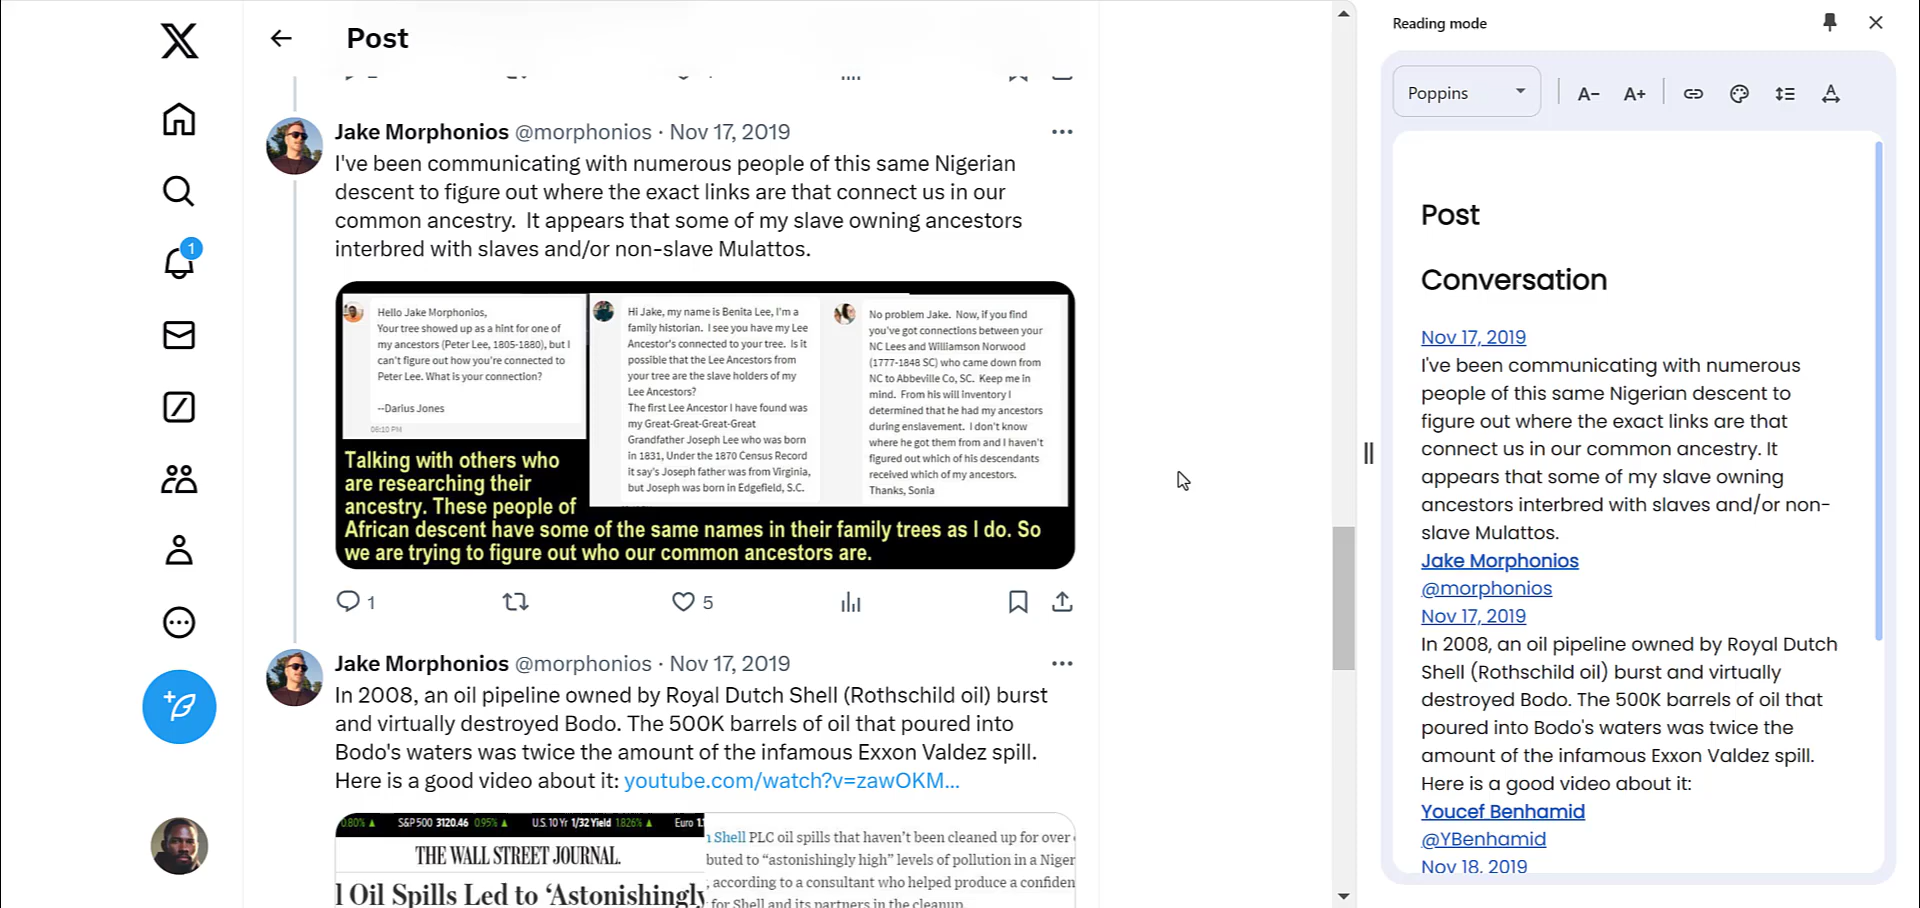 Post
Jake Morphonios @morphonios · Nov 17, 2019
I've been communicating with numerous people of this same Nigerian
descent to figure out where the exact links are that connect us in our
common ancestry.  It appears that some of my slave owning ancestors
interbred with slaves and/or non-slave Mulattos.
Hello Jake Morphonios,
Your tree showed up as a hint for one of
my ancestors (Peter Lee, 1805-1880), but I
can't figure out how you're connected to
Peter Lee. What is your connection?
--Darius Jones
06:10 PM
Hi Jake, my name is Benita Lee, I'm a
family historian.  I see you have my Lee
Ancestor's connected to your tree.  Is it
possible that the Lee Ancestors from
your tree are the slave holders of my
Lee Ancestors?
The first Lee Ancestor I have found was
my Great-Great-Great-Great
Grandfather Joseph Lee who was born
in 1831, Under the 1870 Census Record
it say's Joseph father was from Virginia,
but Joseph was born in Edgefield, S.C.
No problem Jake.  Now, if you find
you've got connections between your
NC Lees and Williamson Norwood
(1777-1848 SC) who came down from
NC to Abbeville Co, SC.  Keep me in
mind.  From his will inventory I
determined that he had my ancestors
during enslavement.  I don't know
where he got them from and I haven't
figured out which of his descendants
received which of my ancestors.
Thanks, Sonia
Talking with others who
are researching their
ancestry. These people of
African descent have some of the same names in their family trees as I do. So
we are trying to figure out who our common ancestors are.
1
5
Jake Morphonios @morphonios · Nov 17, 2019
In 2008, an oil pipeline owned by Royal Dutch Shell (Rothschild oil) burst
and virtually destroyed Bodo. The 500K barrels of oil that poured into
Bodo's waters was twice the amount of the infamous Exxon Valdez spill.
Here is a good video about it: youtube.com/watch?v=zawOKM...
0.80% ▲ S&P 500 3120.46 0.95% ▲ U.S. 10 Yr 1/32 Yield 1.826% ▲ Euro
THE WALL STREET JOURNAL.
l Oil Spills Led to ‘Astonishingly
Shell PLC oil spills that haven’t been cleaned up for over
buted to “astonishingly high” levels of pollution in a Niger
, according to a consultant who helped produce a confiden
for Shell and its partners in the cleanup.
1
Reading mode
Poppins
A- A+
Post
Conversation
Nov 17, 2019
I've been communicating with numerous
people of this same Nigerian descent to
figure out where the exact links are that
connect us in our common ancestry. It
appears that some of my slave owning
ancestors interbred with slaves and/or non-
slave Mulattos.
Jake Morphonios
@morphonios
Nov 17, 2019
In 2008, an oil pipeline owned by Royal Dutch
Shell (Rothschild oil) burst and virtually
destroyed Bodo. The 500K barrels of oil that
poured into Bodo's waters was twice the
amount of the infamous Exxon Valdez spill.
Here is a good video about it:
Youcef Benhamid
@YBenhamid
Nov 18, 2019